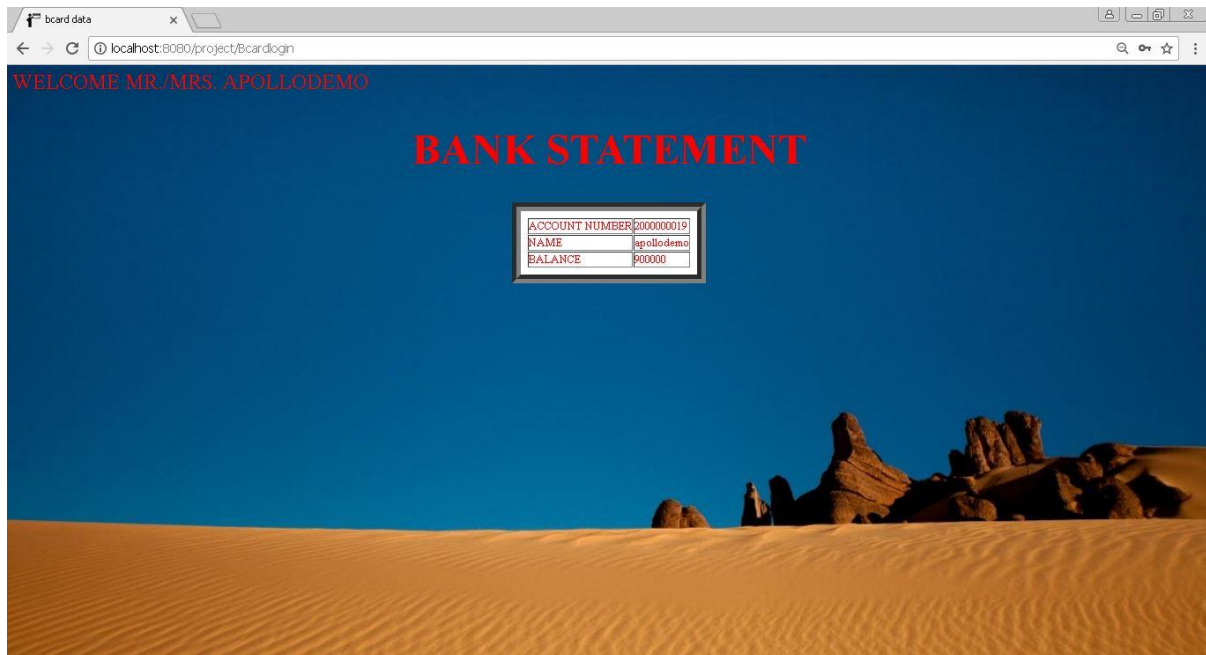 bcard data
localhost:8080/project/Bcardlogin
WELCOME MR./MRS. APOLLODEMO
BANK STATEMENT
ACCOUNT NUMBER 2000000019
NAME apollodemo
BALANCE 900000